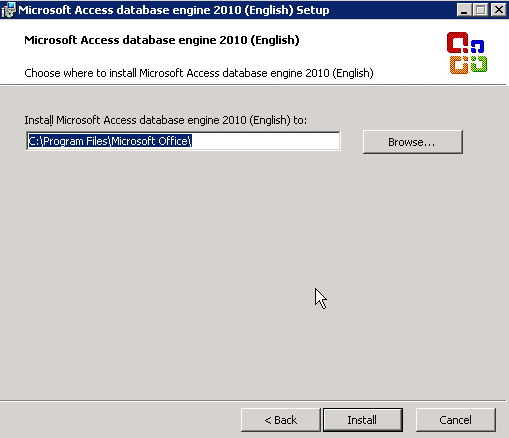 Microsoft Access database engine 2010 (English) Setup
Microsoft Access database engine 2010 (English)
Choose where to install Microsoft Access database engine 2010 (English)
Install Microsoft Access database engine 2010 (English) to:
C:\Program Files\Microsoft Office\
Browse...
< Back
Install
Cancel